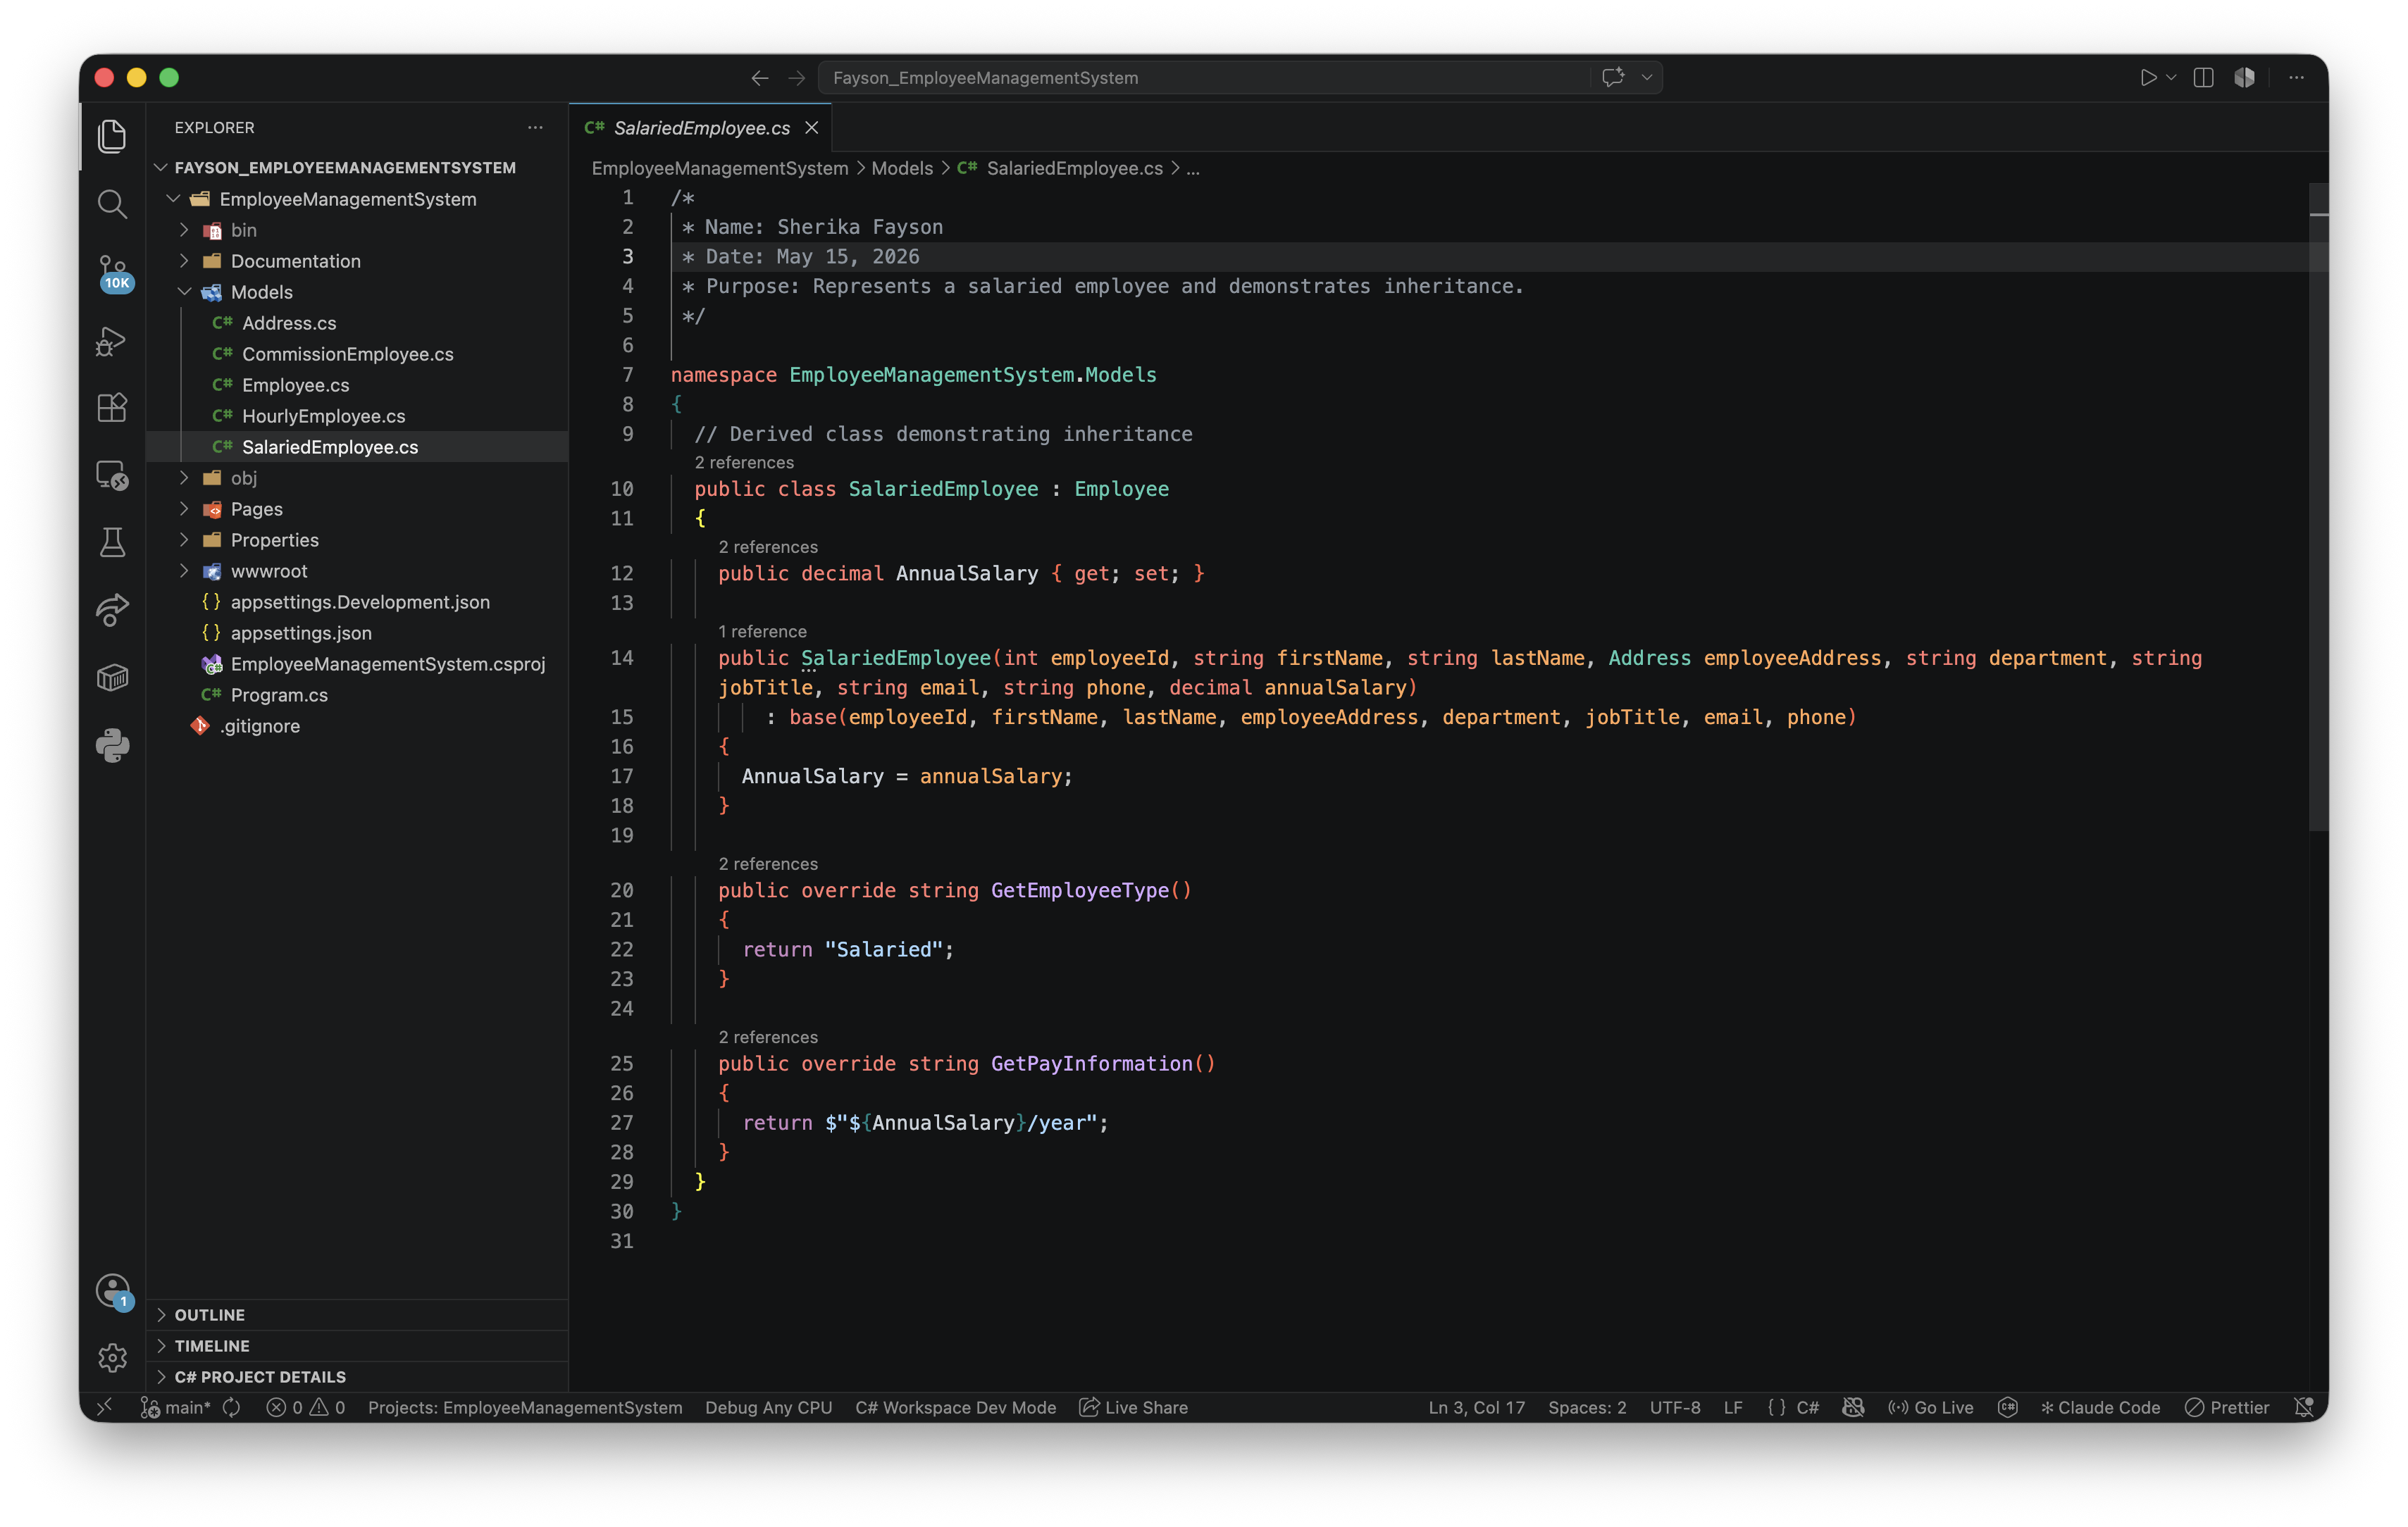 Fayson_EmployeeManagementSystem
EXPLORER
FAYSON_EMPLOYEEMANAGEMENTSYSTEM
EmployeeManagementSystem
bin
Documentation
Models
C# Address.cs
C# CommissionEmployee.cs
C# Employee.cs
C# HourlyEmployee.cs
C# SalariedEmployee.cs
obj
Pages
Properties
wwwroot
{} appsettings.Development.json
{} appsettings.json
EmployeeManagementSystem.csproj
C# Program.cs
.gitignore
OUTLINE
TIMELINE
C# PROJECT DETAILS
10K
1
C# SalariedEmployee.cs
EmployeeManagementSystem > Models > C# SalariedEmployee.cs > ...
1 /*
2 * Name: Sherika Fayson
3 * Date: May 15, 2026
4 * Purpose: Represents a salaried employee and demonstrates inheritance.
5 */
6
7 namespace EmployeeManagementSystem.Models
8 {
9 // Derived class demonstrating inheritance
2 references
10 public class SalariedEmployee : Employee
11 {
2 references
12 public decimal AnnualSalary { get; set; }
13
1 reference
14 public SalariedEmployee(int employeeId, string firstName, string lastName, Address employeeAddress, string department, string
jobTitle, string email, string phone, decimal annualSalary)
15 : base(employeeId, firstName, lastName, employeeAddress, department, jobTitle, email, phone)
16 {
17 AnnualSalary = annualSalary;
18 }
19
2 references
20 public override string GetEmployeeType()
21 {
22 return "Salaried";
23 }
24
2 references
25 public override string GetPayInformation()
26 {
27 return $"${AnnualSalary}/year";
28 }
29 }
30 }
31
main* 0 0 Projects: EmployeeManagementSystem Debug Any CPU C# Workspace Dev Mode Live Share Ln 3, Col 17 Spaces: 2 UTF-8 LF {} C# Go Live Claude Code Prettier